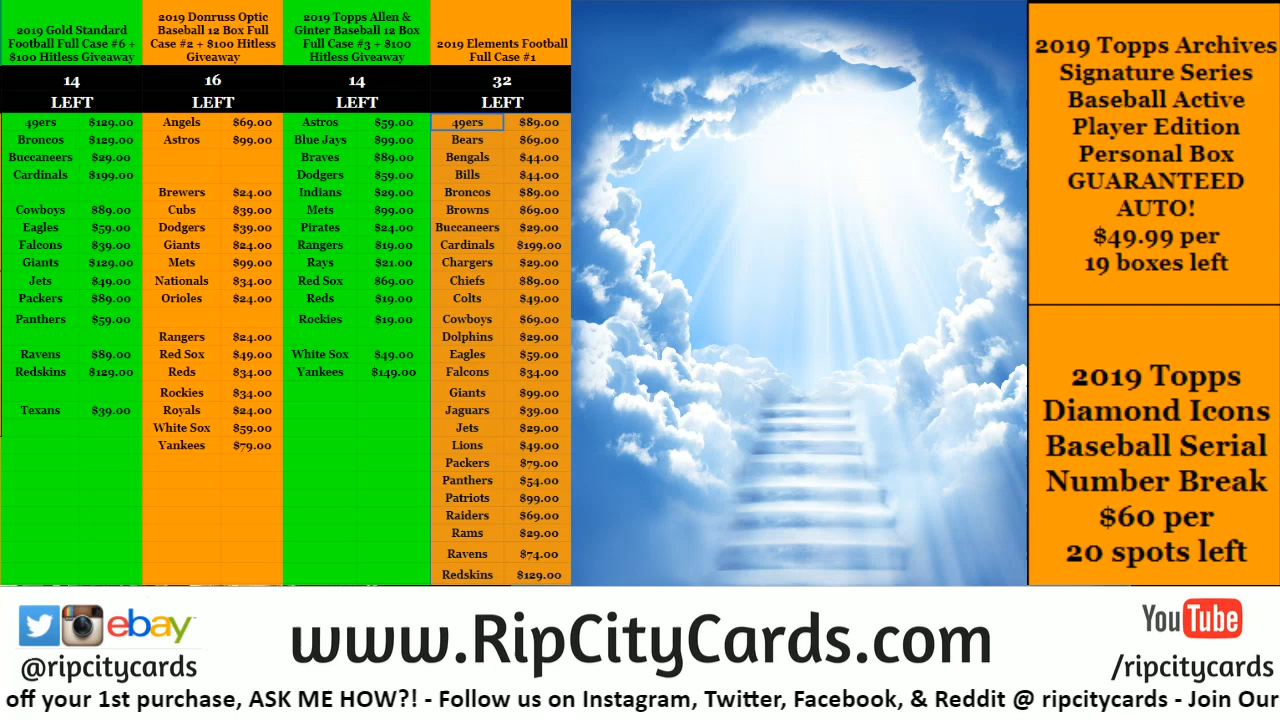 2019 Gold Standard
Football Full Case #6 +
$100 Hitless Giveaway
14
LEFT
49ers $129.00
Broncos $129.00
Buccaneers $29.00
Cardinals $199.00
Cowboys $89.00
Eagles $59.00
Falcons $39.00
Giants $129.00
Jets $49.00
Packers $89.00
Panthers $59.00
Ravens $89.00
Redskins $129.00
Texans $39.00
2019 Donruss Optic
Baseball 12 Box Full
Case #2 + $100 Hitless
Giveaway
16
LEFT
Angels $69.00
Astros $99.00
Brewers $24.00
Cubs $39.00
Dodgers $39.00
Giants $24.00
Mets $99.00
Nationals $34.00
Orioles $24.00
Rangers $24.00
Red Sox $49.00
Reds $34.00
Rockies $34.00
Royals $24.00
White Sox $59.00
Yankees $79.00
2019 Topps Allen &
Ginter Baseball 12 Box
Full Case #3 + $100
Hitless Giveaway
14
LEFT
Astros $59.00
Blue Jays $99.00
Braves $89.00
Dodgers $59.00
Indians $29.00
Mets $99.00
Pirates $24.00
Rangers $19.00
Rays $21.00
Red Sox $69.00
Reds $19.00
Rockies $19.00
White Sox $49.00
Yankees $149.00
2019 Elements Football
Full Case #1
32
LEFT
49ers $89.00
Bears $69.00
Bengals $44.00
Bills $44.00
Broncos $89.00
Browns $69.00
Buccaneers $29.00
Cardinals $199.00
Chargers $29.00
Chiefs $89.00
Colts $49.00
Cowboys $69.00
Dolphins $29.00
Eagles $59.00
Falcons $34.00
Giants $99.00
Jaguars $39.00
Jets $29.00
Lions $49.00
Packers $79.00
Panthers $54.00
Patriots $99.00
Raiders $69.00
Rams $29.00
Ravens $74.00
Redskins $129.00
2019 Topps Archives
Signature Series
Baseball Active
Player Edition
Personal Box
GUARANTEED
AUTO!
$49.99 per
19 boxes left
2019 Topps
Diamond Icons
Baseball Serial
Number Break
$60 per
20 spots left
ebay
@ripcitycards
www.RipCityCards.com
YouTube
/ripcitycards
off your 1st purchase, ASK ME HOW?! - Follow us on Instagram, Twitter, Facebook, & Reddit @ ripcitycards - Join Our